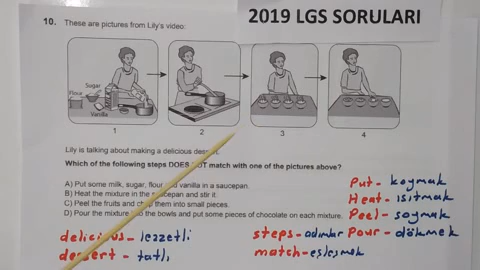 2019 LGS SORULARI
10. These are pictures from Lily's video:
Sugar
Flour
Vanilla
1 2 3 4
Lily is talking about making a delicious
Which of the following steps DOES NOT match with one of the pictures above?
A) Put some milk, sugar, flour and vanilla in a saucepan.
B) Heat the mixture in the saucepan and stir it.
C) Peel the fruits and chop them into small pieces.
D) Pour the mixture into the bowls and put some pieces of chocolate on each mixture.
Put - koymak
Heat - ısıtmak
Peel - soymak
Pour - dökmek
delicious - lezzetli
dessert - tatlı
steps - adımlar
match - eşleşmek